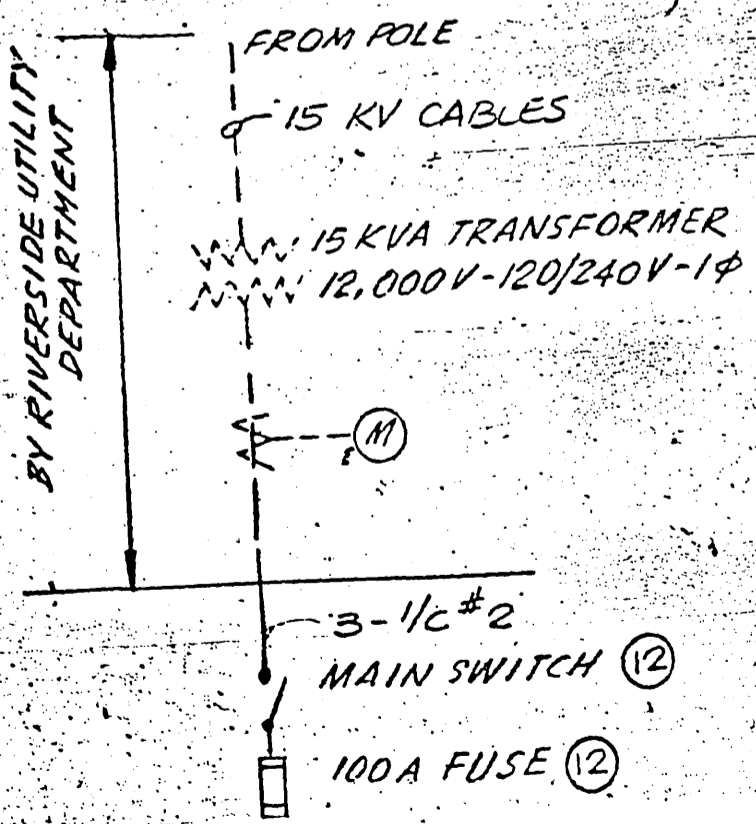 FROM POLE
15 KV CABLES
BY RIVERSIDE UTILITY
DEPARTMENT
15 KVA TRANSFORMER
12,000V-120/240V-1Φ
M
3-1/C #2
MAIN SWITCH 12
100A FUSE 12